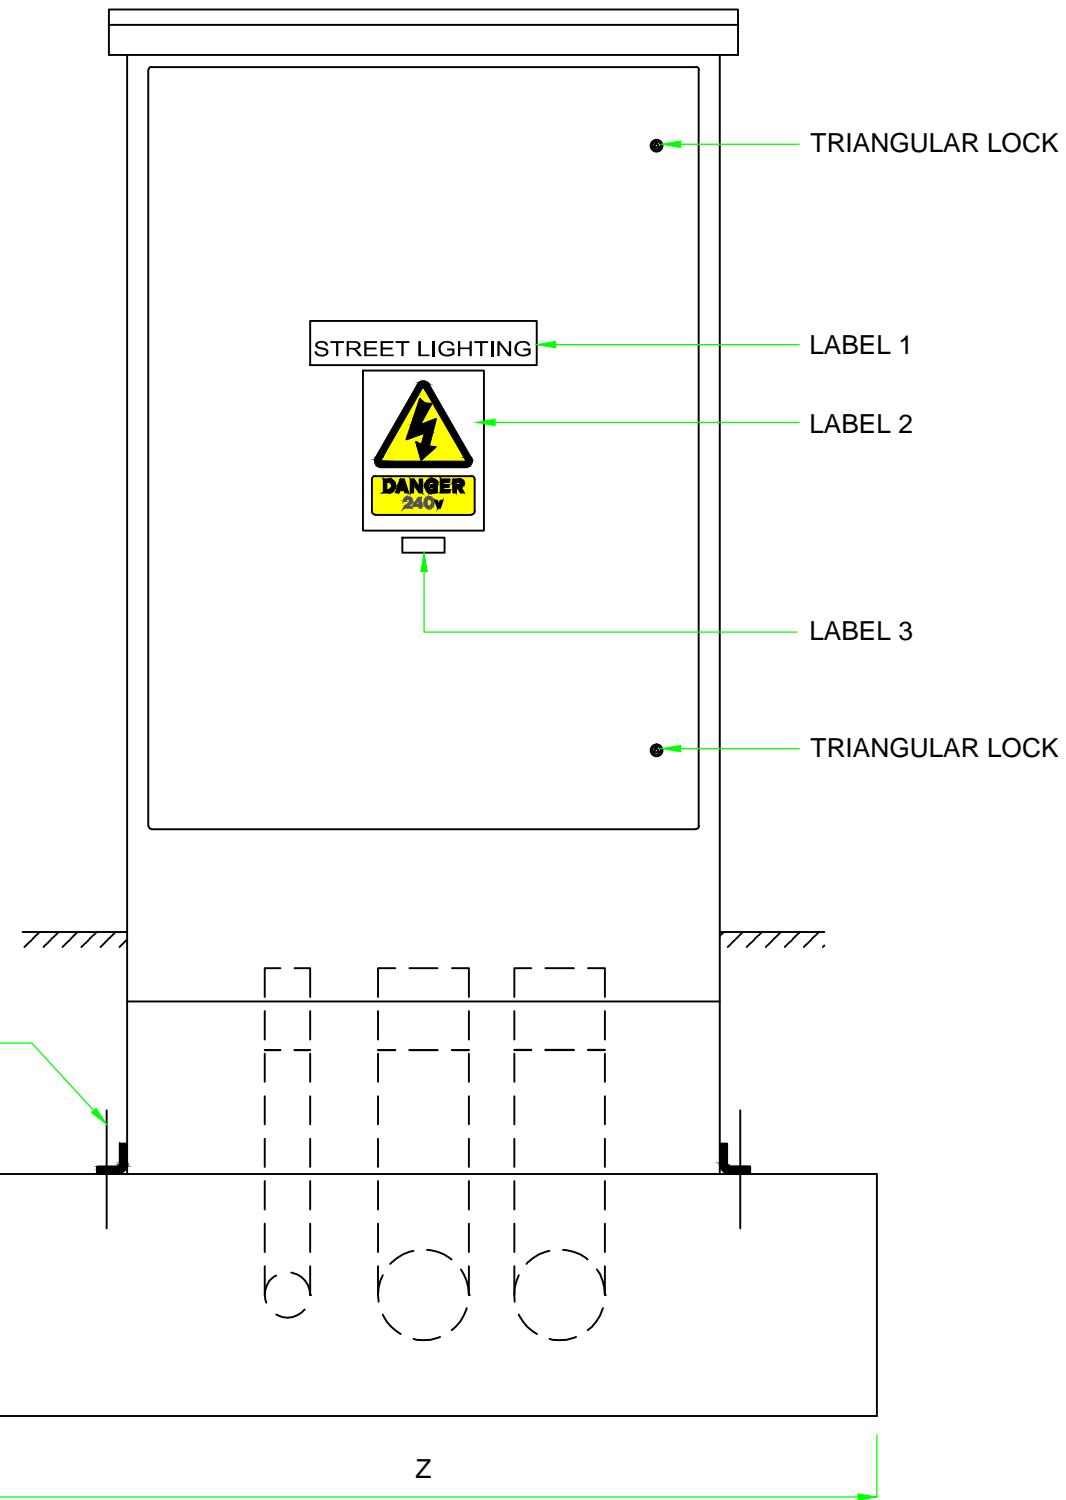 TRIANGULAR LOCK
STREET LIGHTING
LABEL 1
LABEL 2
DANGER
240v
LABEL 3
TRIANGULAR LOCK
Z